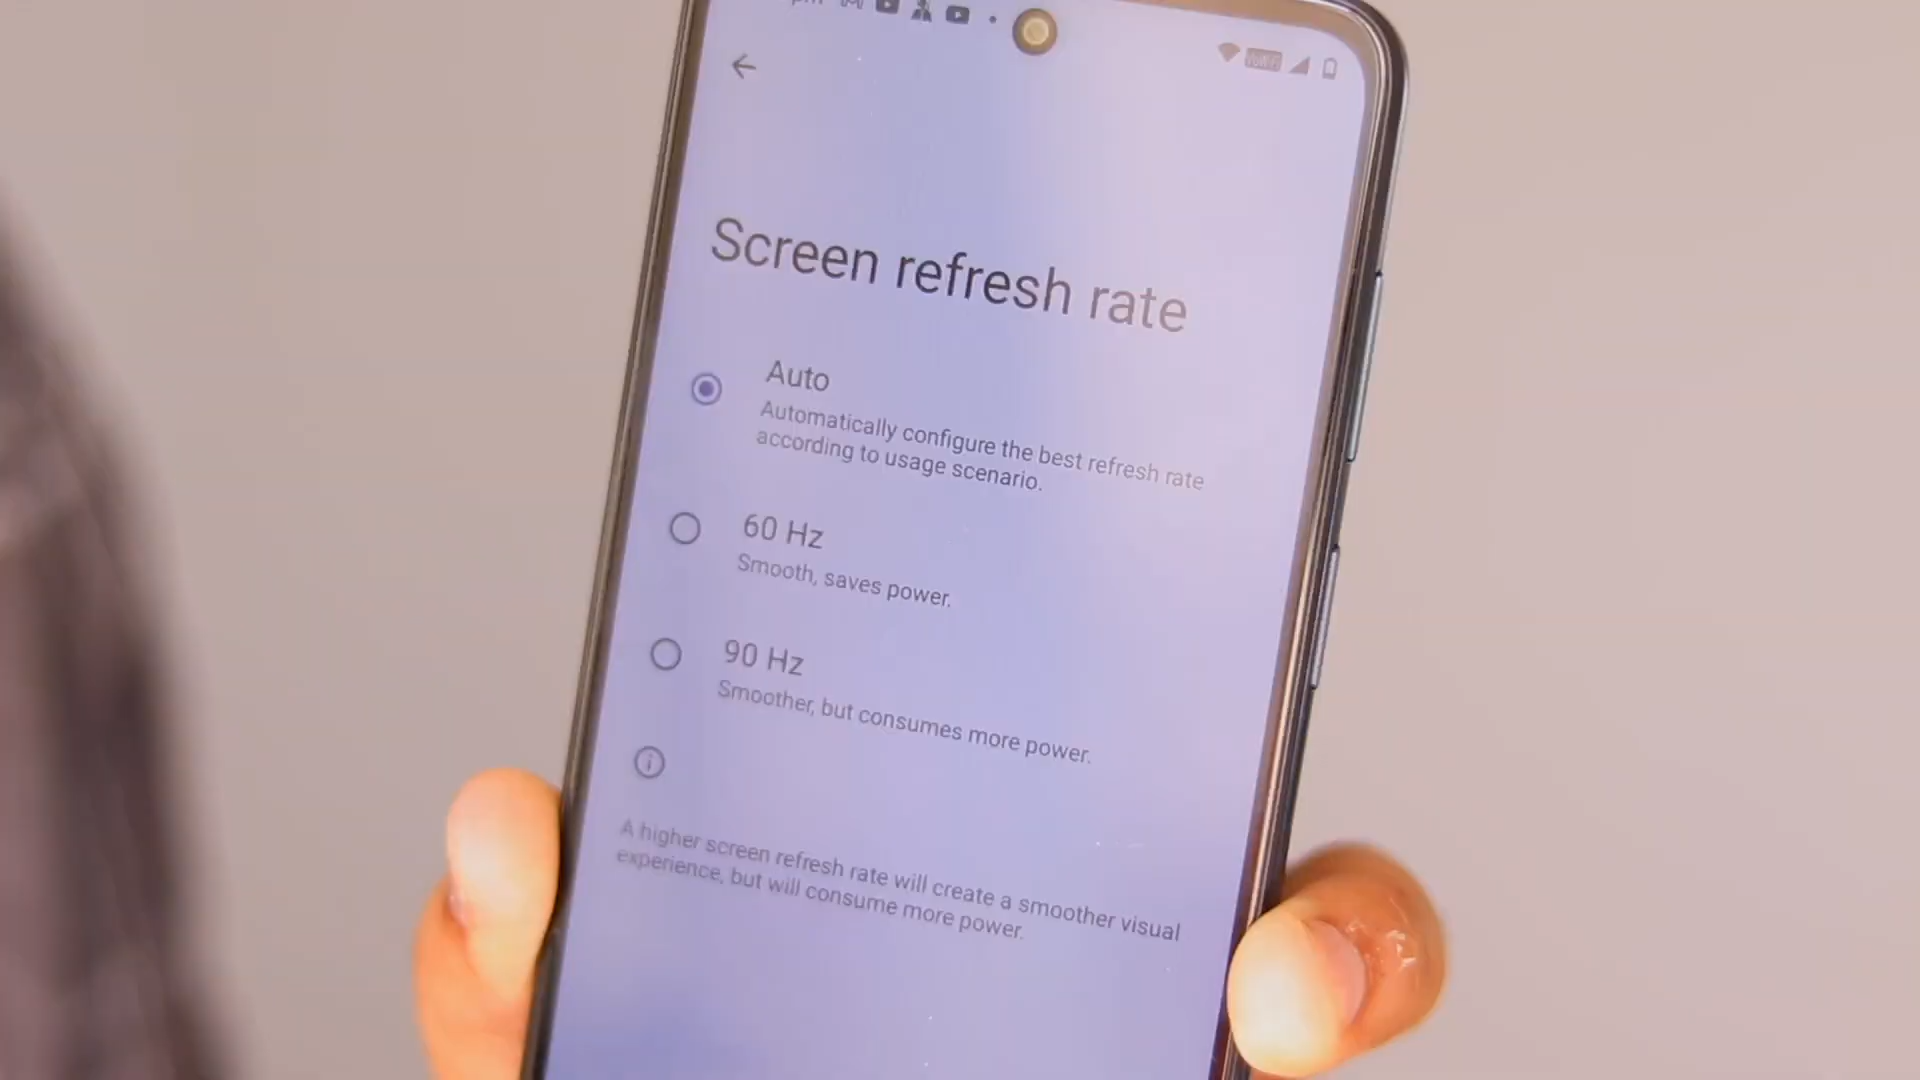 Screen refresh rate
Auto
Automatically configure the best refresh rate
according to usage scenario.
60 Hz
Smooth, saves power.
90 Hz
Smoother, but consumes more power.
A higher screen refresh rate will create a smoother visual
experience, but will consume more power.